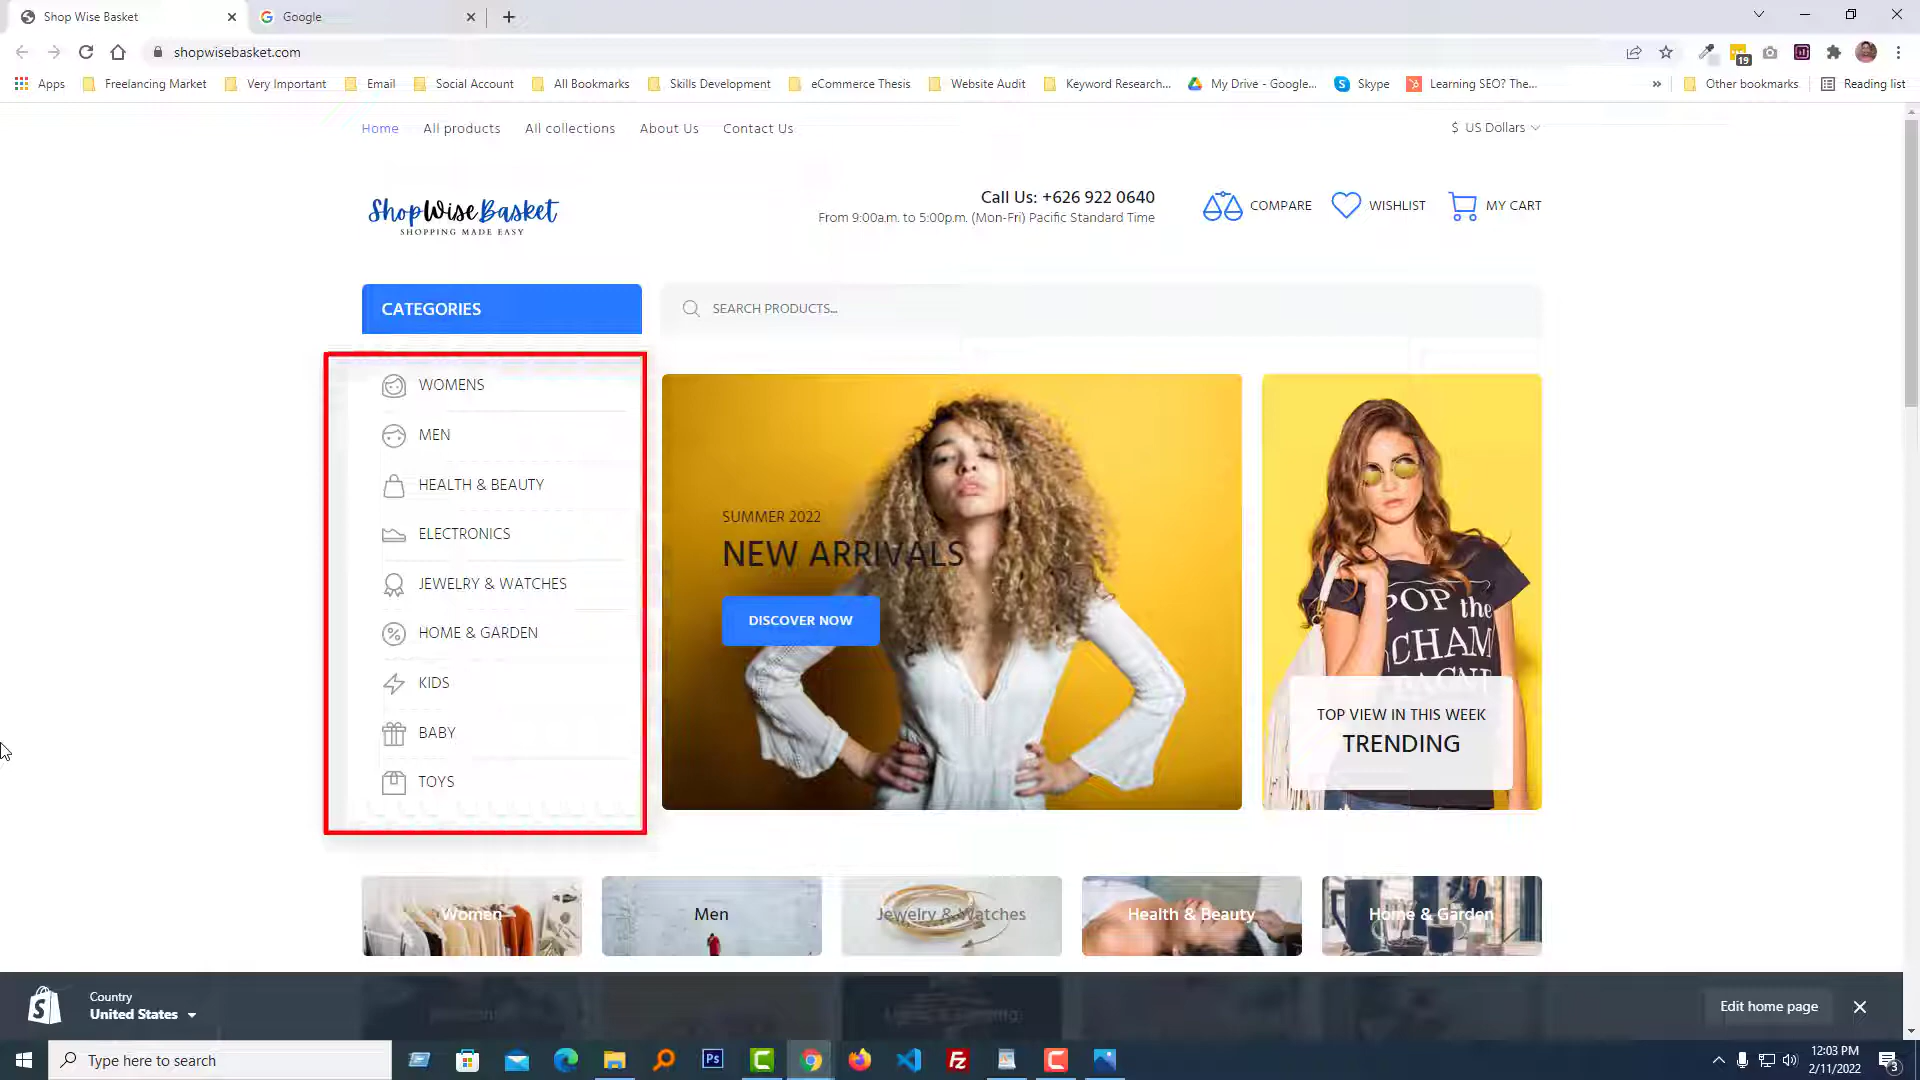 Shop Wise Basket
Google
shopwisebasket.com
19
Apps
Freelancing Market
Very Important
Email
Social Account
All Bookmarks
Skills Development
eCommerce Thesis
Website Audit
Keyword Research...
My Drive - Google...
Skype
Learning SEO? The...
»
Other bookmarks
Reading list
Home
All products
All collections
About Us
Contact Us
$ US Dollars
ShopWiseBasket
SHOPPING MADE EASY
Call Us: +626 922 0640
From 9:00a.m. to 5:00p.m. (Mon-Fri) Pacific Standard Time
COMPARE
WISHLIST
MY CART
CATEGORIES
SEARCH PRODUCTS...
WOMENS
MEN
HEALTH & BEAUTY
ELECTRONICS
JEWELRY & WATCHES
HOME & GARDEN
KIDS
BABY
TOYS
SUMMER 2022
NEW ARRIVALS
DISCOVER NOW
POP the
CHAM
TOP VIEW IN THIS WEEK
TRENDING
Women
Men
Jewelry & Watches
Health & Beauty
Home & Garden
Country
United States
Edit home page
Type here to search
Ps
12:03 PM
2/11/2022
3